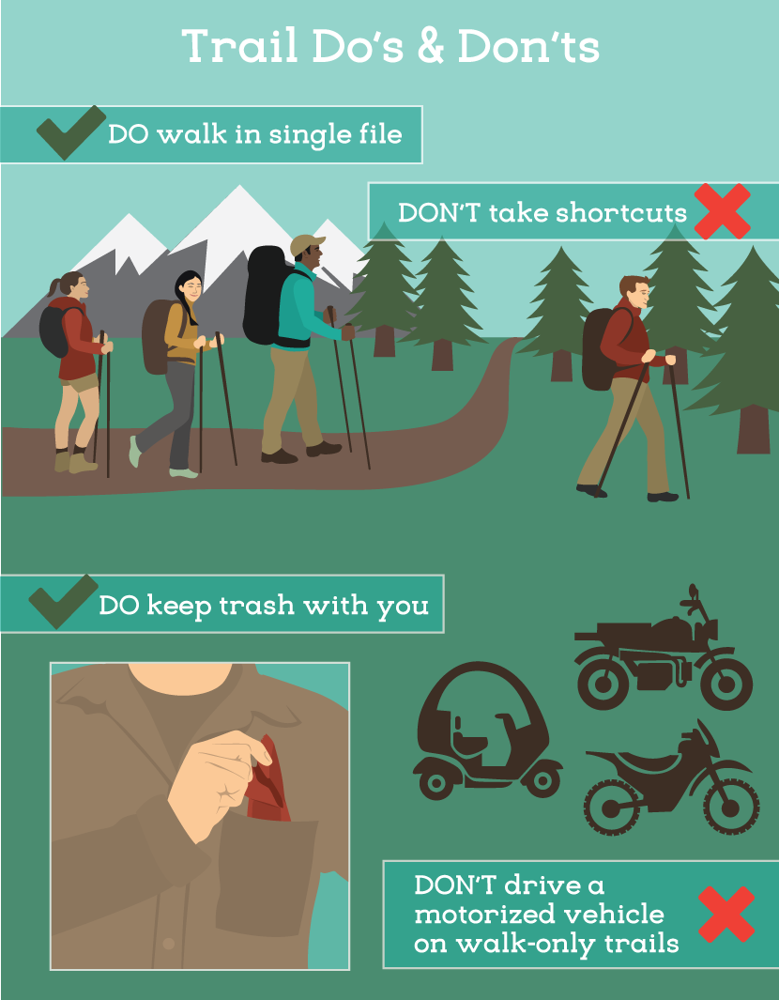 Trail Do's & Don'ts
DO walk in single file
DON'T take shortcuts
DO keep trash with you
DON'T drive a
motorized vehicle
on walk-only trails